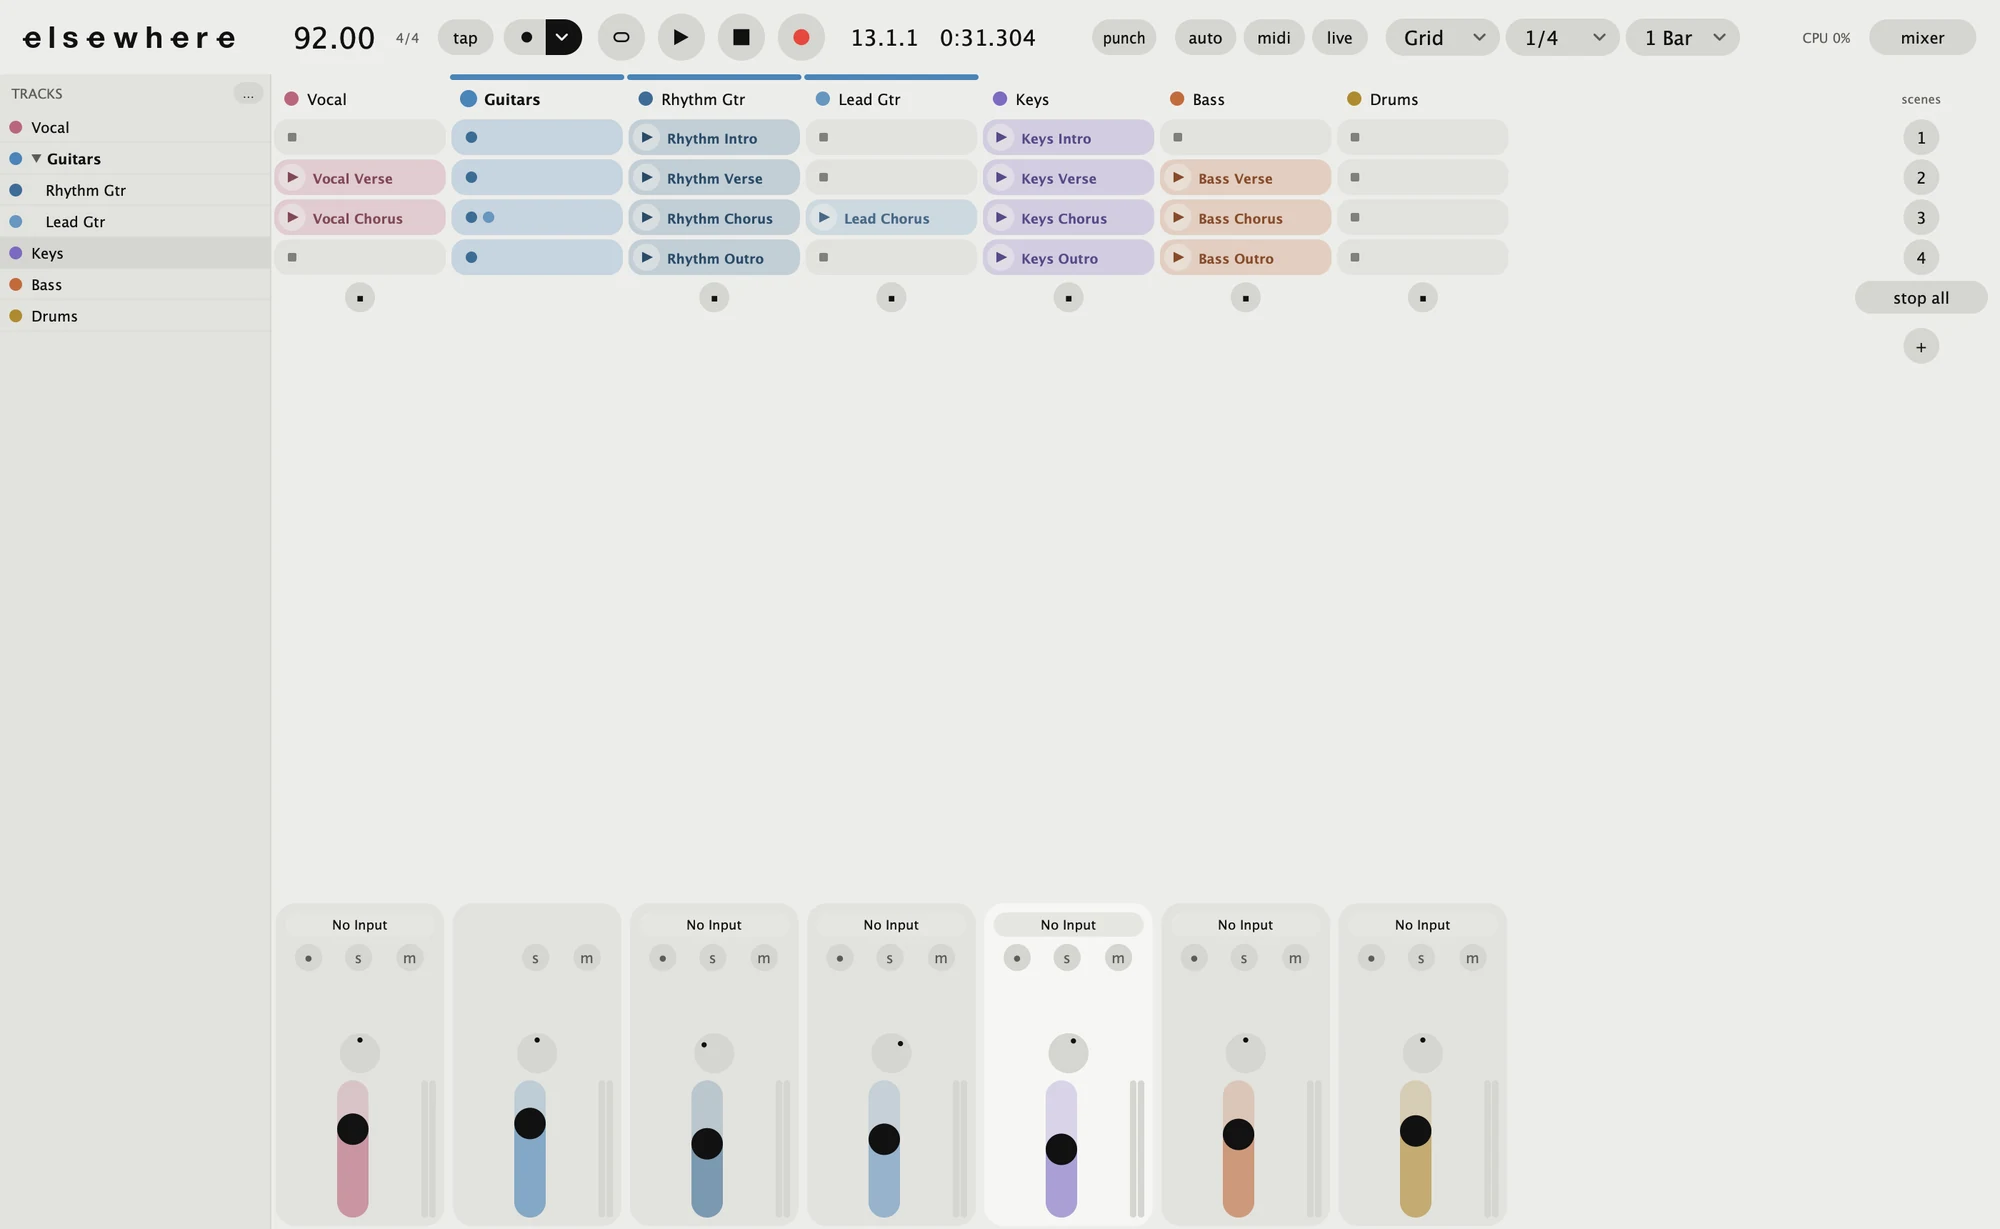 elsewhere
92.00 4/4 tap 13.1.1 0:31.304 punch auto midi live Grid 1/4 1 Bar CPU 0% mixer
TRACKS ...
Vocal
Guitars
Rhythm Gtr
Lead Gtr
Keys
Bass
Drums
Vocal Guitars Rhythm Gtr Lead Gtr Keys Bass Drums scenes
Rhythm Intro Keys Intro 1
Vocal Verse Rhythm Verse Keys Verse Bass Verse 2
Vocal Chorus Rhythm Chorus Lead Chorus Keys Chorus Bass Chorus 3
Rhythm Outro Keys Outro Bass Outro 4
stop all
+
No Input No Input No Input No Input No Input No Input
s m s m s m s m s m s m s m